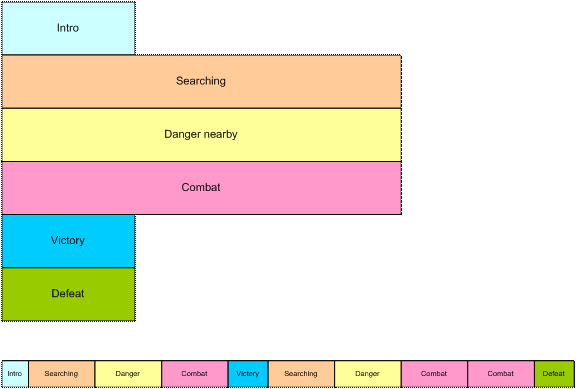 Intro
Searching
Danger nearby
Combat
Victory
Defeat
Intro Searching Danger Combat Victory Searching Danger Combat Combat Defeat